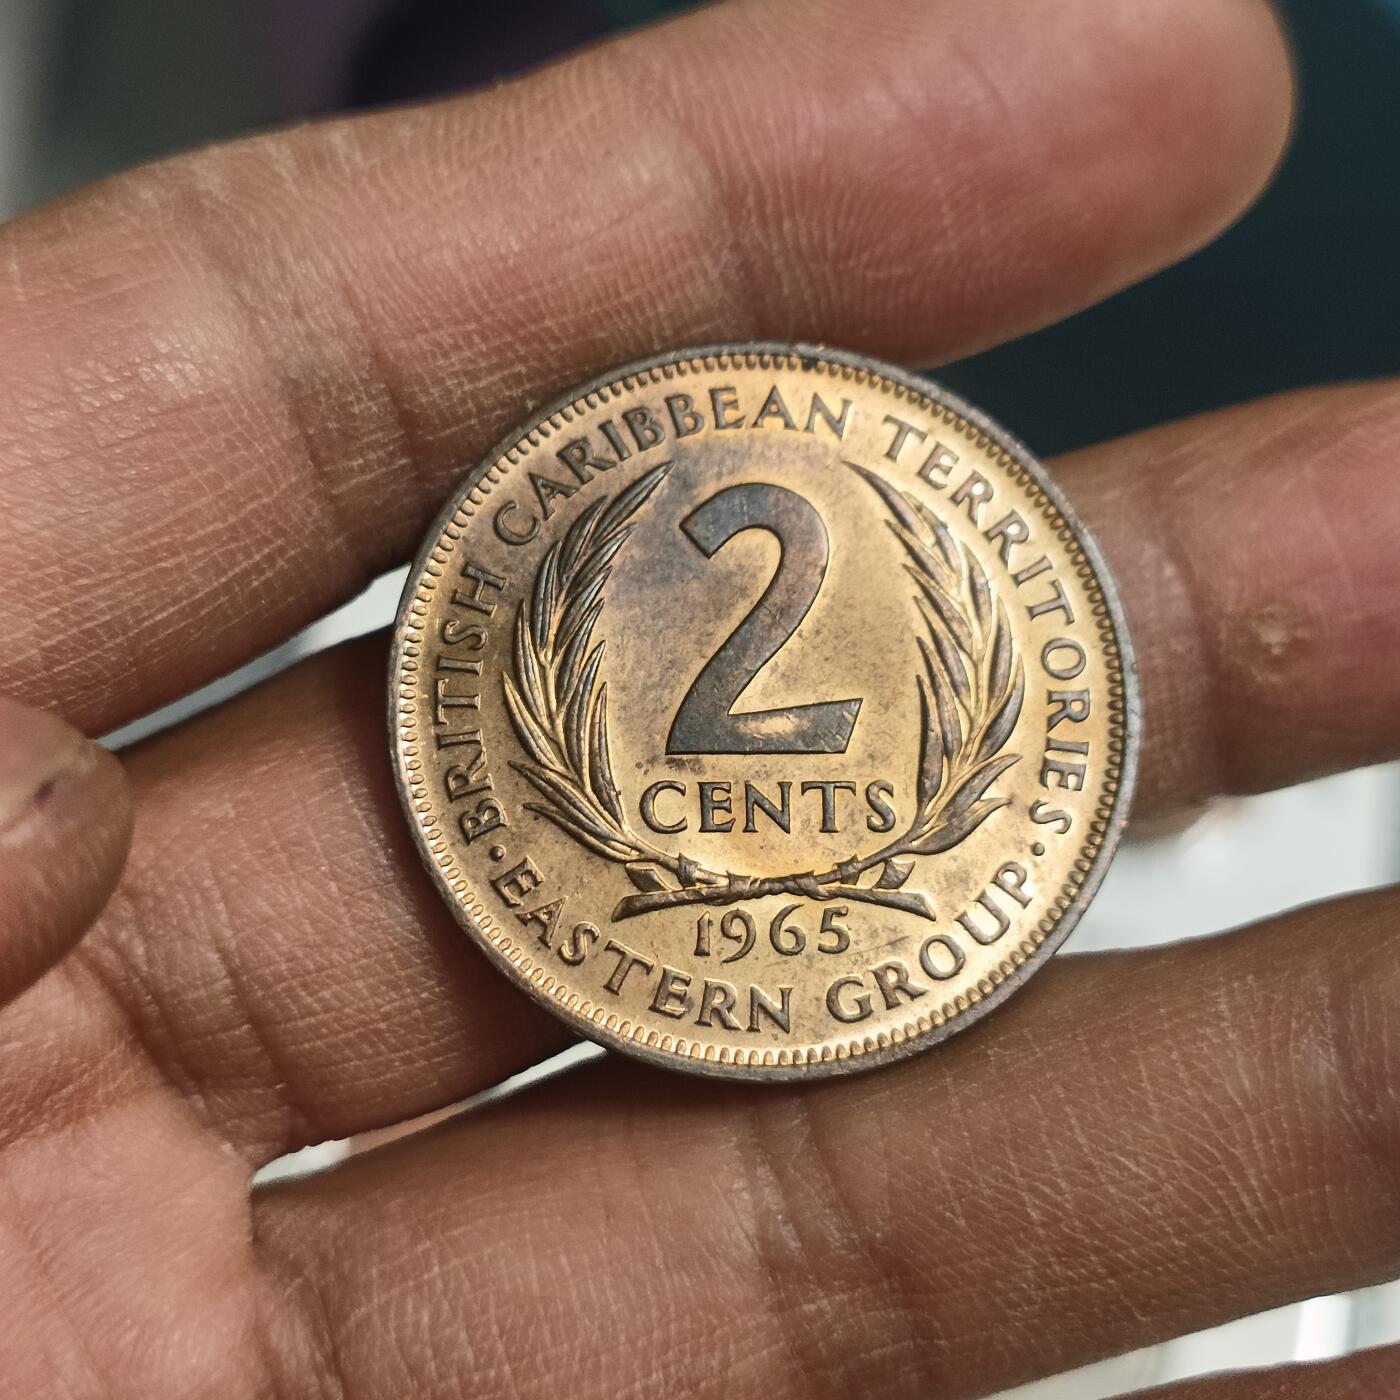 BRITISH CARIBBEAN TERRITORIES
2
CENTS
1965
·EASTERN GROUP·